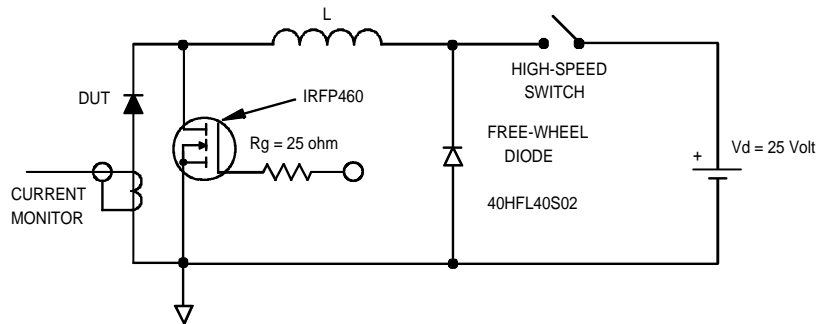 L
HIGH-SPEED
SWITCH
DUT
IRFP460
Rg = 25 ohm
FREE-WHEEL
DIODE
40HFL40S02
+
Vd = 25 Volt
CURRENT
MONITOR